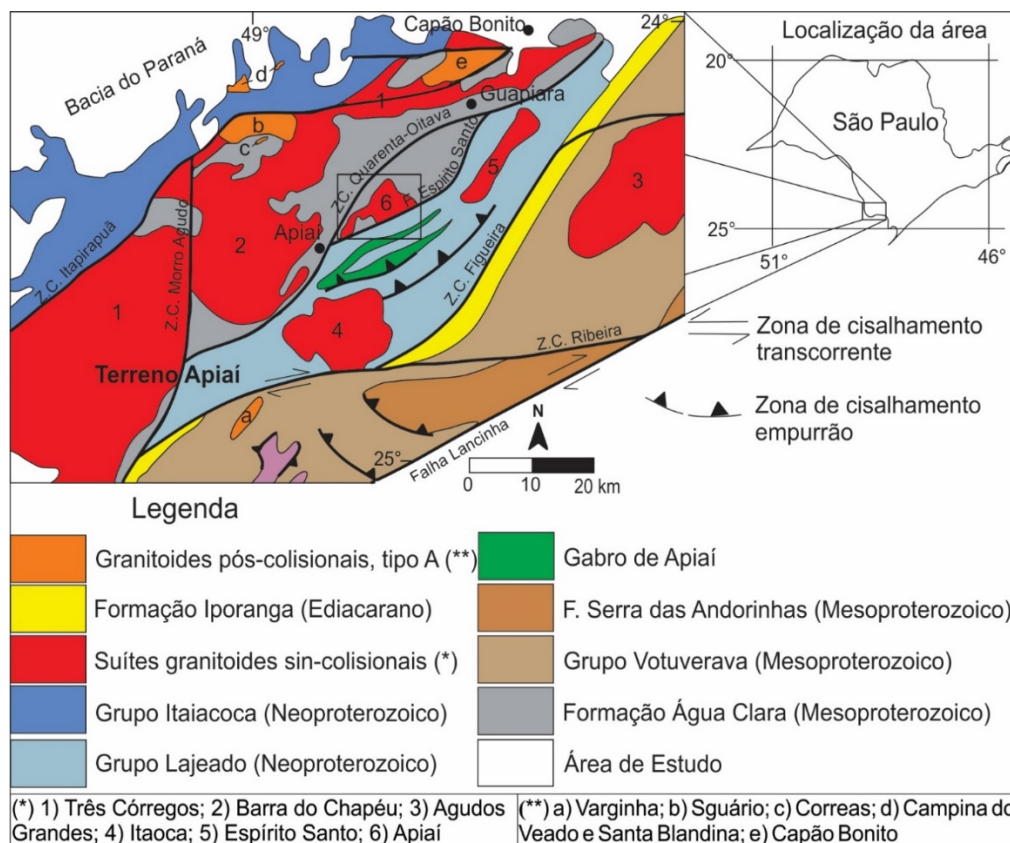 Capão Bonito
24°
49°
Localização da área
20°
São Paulo
25°
51°
46°
Bacia do Paraná
d
e
1
Guapiara
b
c
Z.C. Quarenta-Oitava
F. Espirito Santo
5
3
6
Apiaí
2
Z.C. Itapirapuã
Z.C. Morro Agudo
1
Z.C. Figueira
4
Z.C. Ribeira
Terreno Apiaí
a
25°
Falha Lancinha
N
0 10 20 km
Zona de cisalhamento
transcorrente
Zona de cisalhamento
empurrão
Legenda
Granitoides pós-colisionais, tipo A (**)
Formação Iporanga (Ediacarano)
Suítes granitoides sin-colisionais (*)
Grupo Itaiacoca (Neoproterozoico)
Grupo Lajeado (Neoproterozoico)
Gabro de Apiaí
F. Serra das Andorinhas (Mesoproterozoico)
Grupo Votuverava (Mesoproterozoico)
Formação Água Clara (Mesoproterozoico)
Área de Estudo
(*) 1) Três Córregos; 2) Barra do Chapéu; 3) Agudos
Grandes; 4) Itaoca; 5) Espírito Santo; 6) Apiaí
(**) a) Varginha; b) Sguário; c) Correas; d) Campina do
Veado e Santa Blandina; e) Capão Bonito